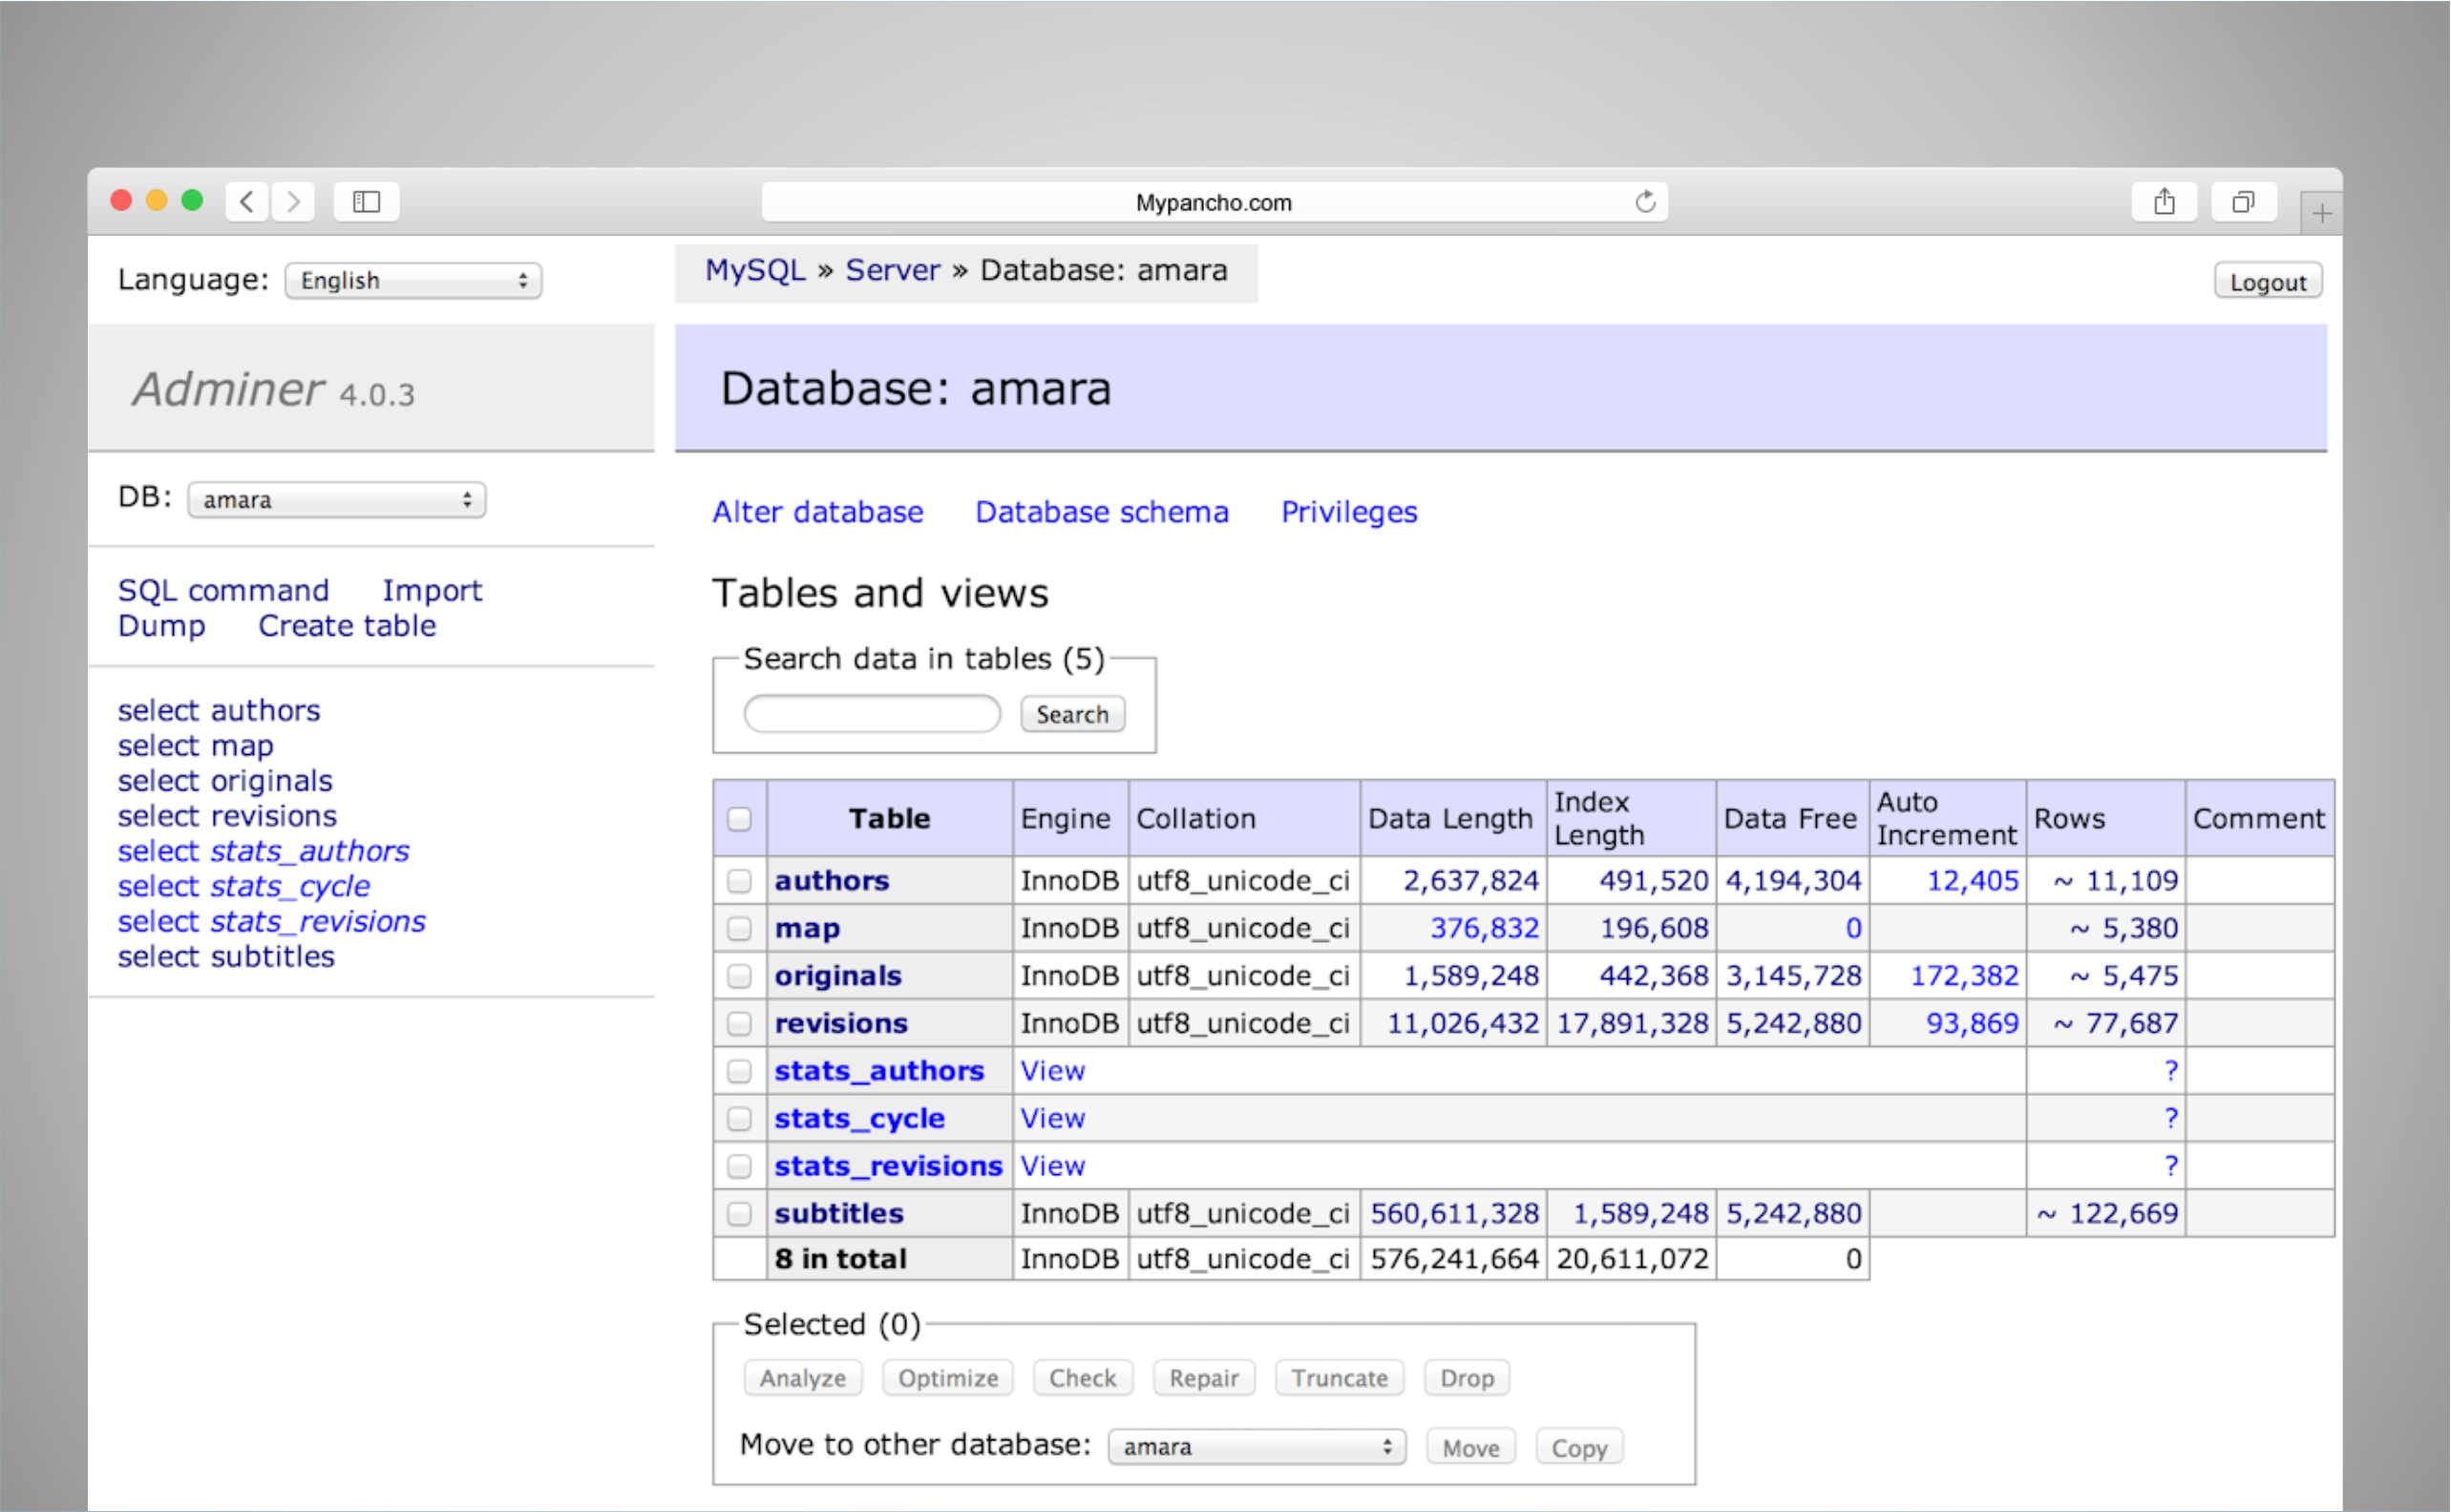 Mypancho.com
Language: English
MySQL » Server » Database: amara
Logout
Adminer 4.0.3
Database: amara
DB: amara
Alter database Database schema Privileges
SQL command Import
Dump Create table
Tables and views
Search data in tables (5)
Search
select authors
select map
select originals
select revisions
select stats_authors
select stats_cycle
select stats_revisions
select subtitles
Table Engine Collation Data Length Index Length Data Free Auto Increment Rows Comment
authors InnoDB utf8_unicode_ci 2,637,824 491,520 4,194,304 12,405 ~ 11,109
map InnoDB utf8_unicode_ci 376,832 196,608 0 ~ 5,380
originals InnoDB utf8_unicode_ci 1,589,248 442,368 3,145,728 172,382 ~ 5,475
revisions InnoDB utf8_unicode_ci 11,026,432 17,891,328 5,242,880 93,869 ~ 77,687
stats_authors View ?
stats_cycle View ?
stats_revisions View ?
subtitles InnoDB utf8_unicode_ci 560,611,328 1,589,248 5,242,880 ~ 122,669
8 in total InnoDB utf8_unicode_ci 576,241,664 20,611,072 0
Selected (0)
Analyze Optimize Check Repair Truncate Drop
Move to other database: amara Move Copy